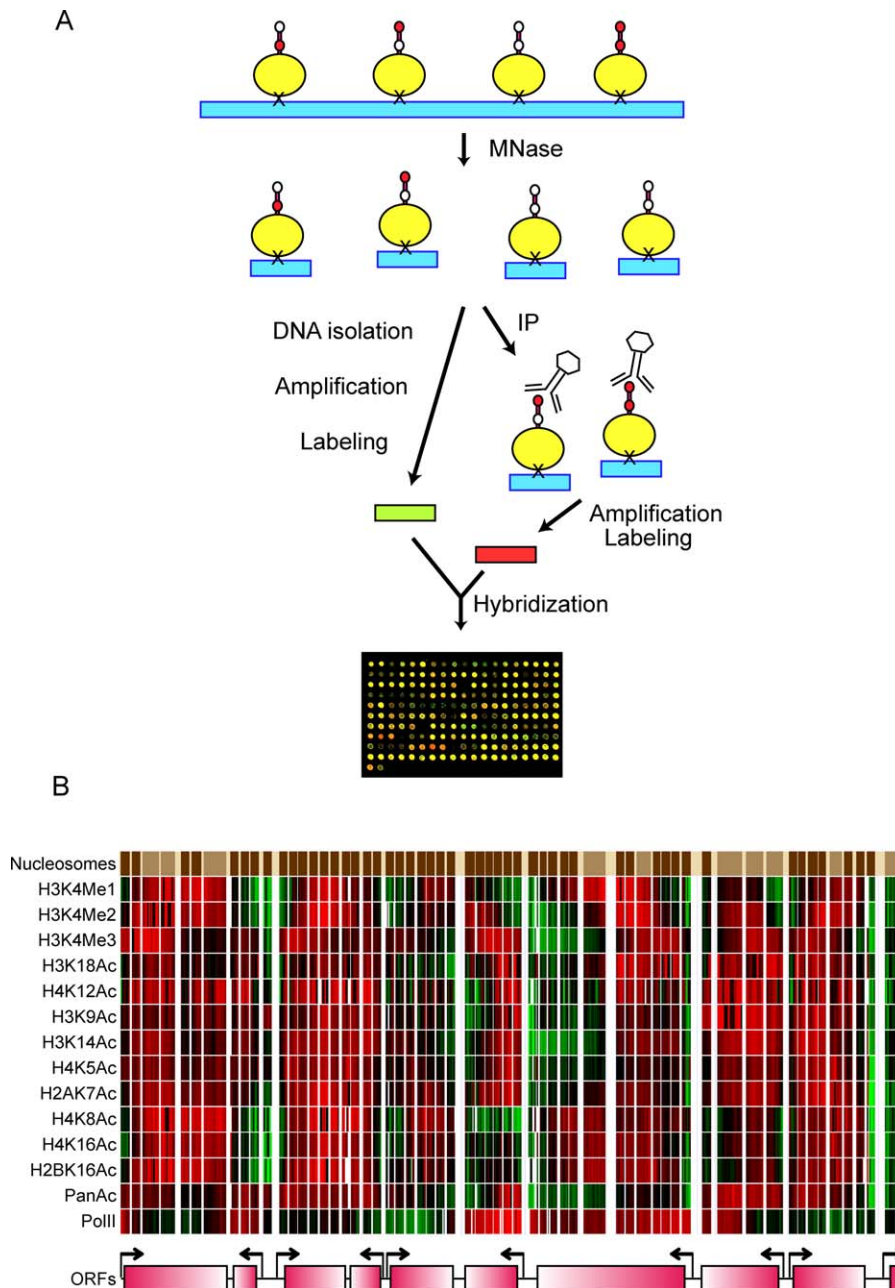 A
MNase
DNA isolation
Amplification
Labeling
IP
Amplification
Labeling
Hybridization
B
Nucleosomes
H3K4Me1
H3K4Me2
H3K4Me3
H3K18Ac
H4K12Ac
H3K9Ac
H3K14Ac
H4K5Ac
H2AK7Ac
H4K8Ac
H4K16Ac
H2BK16Ac
PanAc
PolII
ORFs